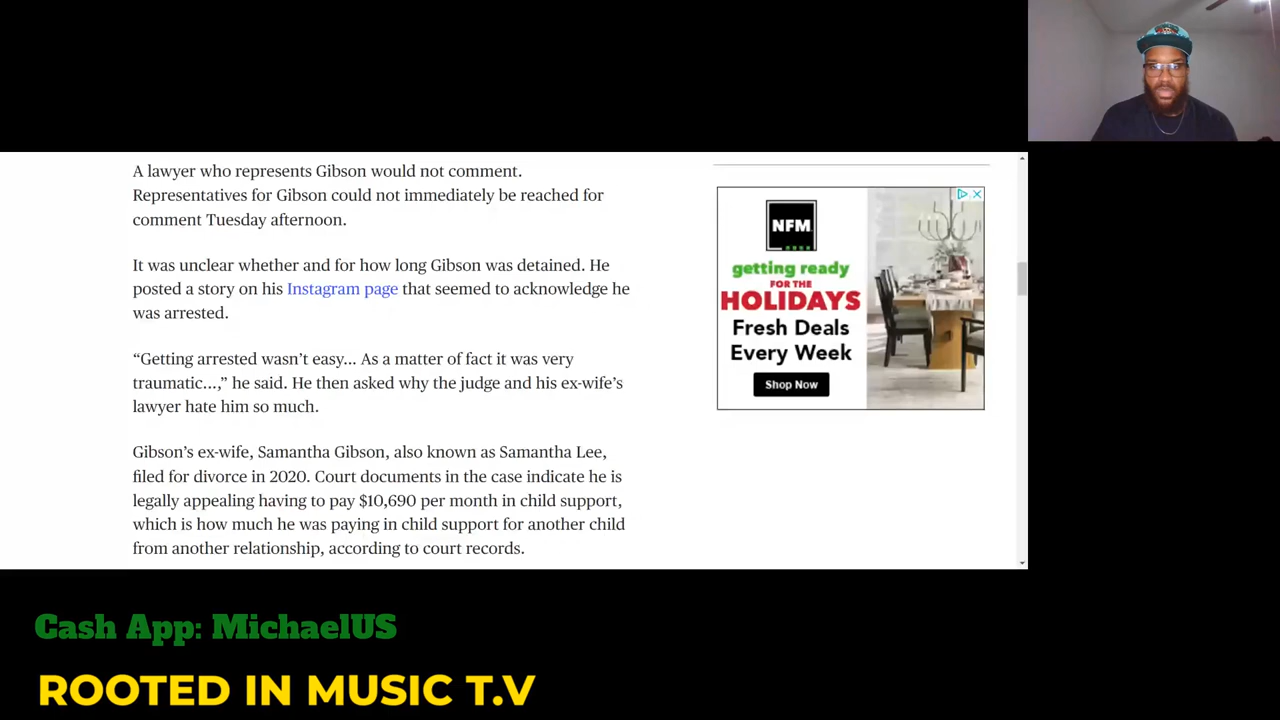 A lawyer who represents Gibson would not comment.
Representatives for Gibson could not immediately be reached for
comment Tuesday afternoon.
It was unclear whether and for how long Gibson was detained. He
posted a story on his Instagram page that seemed to acknowledge he
was arrested.
“Getting arrested wasn’t easy... As a matter of fact it was very
traumatic...,” he said. He then asked why the judge and his ex-wife’s
lawyer hate him so much.
Gibson’s ex-wife, Samantha Gibson, also known as Samantha Lee,
filed for divorce in 2020. Court documents in the case indicate he is
legally appealing having to pay $10,690 per month in child support,
which is how much he was paying in child support for another child
from another relationship, according to court records.
NFM
getting ready
FOR THE
HOLIDAYS
Fresh Deals
Every Week
Shop Now
Cash App: MichaelUS
ROOTED IN MUSIC T.V